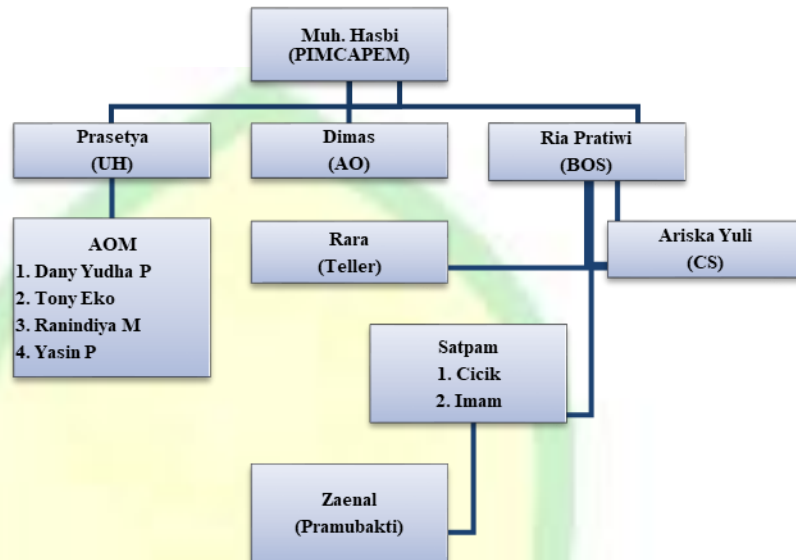 Muh. Hasbi
(PIMCAPEM)
Prasetya
(UH)
Dimas
(AO)
Ria Pratiwi
(BOS)
AOM
1. Dany Yudha P
2. Tony Eko
3. Ranindiya M
4. Yasin P
Rara
(Teller)
Ariska Yuli
(CS)
Satpam
1. Cicik
2. Imam
Zaenal
(Pramubakti)